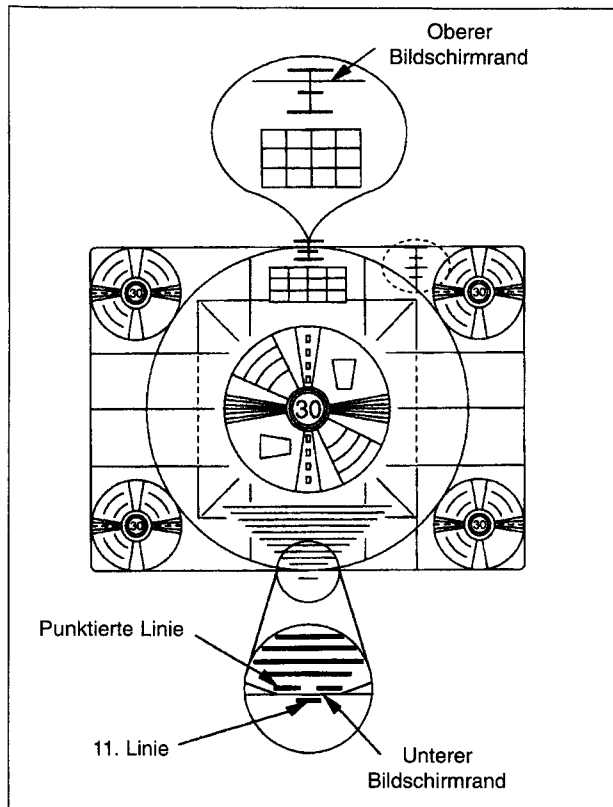 Oberer
Bildschirmrand
30
30
30
30
30
Punktierte Linie
11. Linie
Unterer
Bildschirmrand